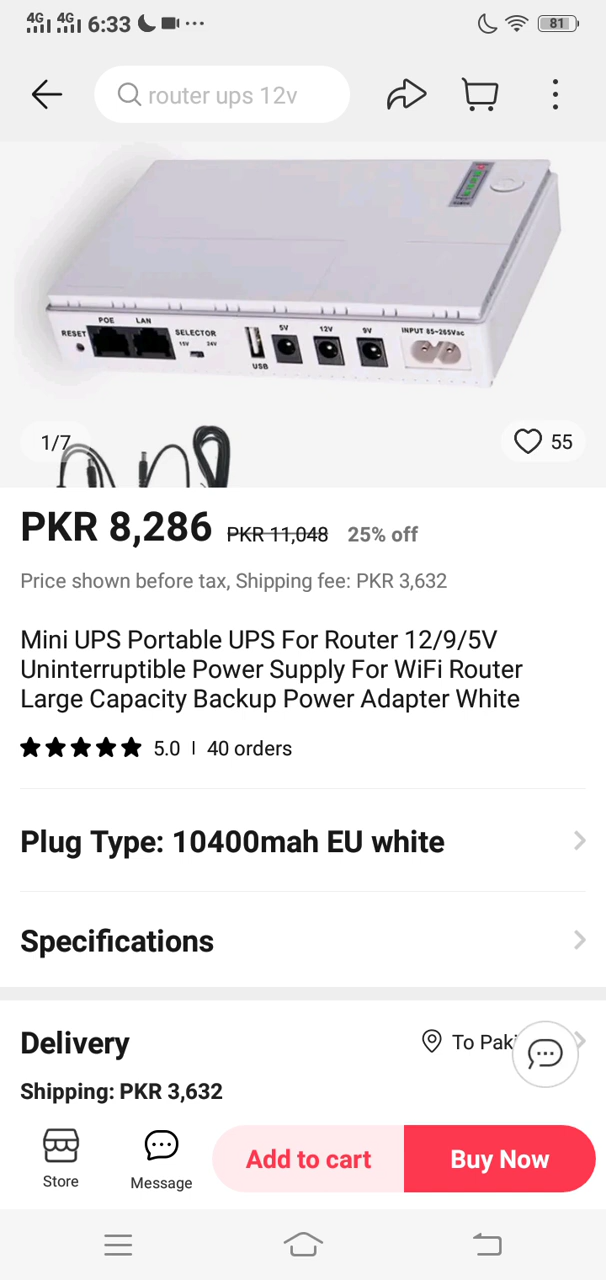 4G 4G 6:33 81
router ups 12v
RESET POE LAN SELECTOR 15V 24V USB 5V 12V 9V INPUT 85~265Vac
1/7
55
PKR 8,286 PKR 11,048 25% off
Price shown before tax, Shipping fee: PKR 3,632
Mini UPS Portable UPS For Router 12/9/5V
Uninterruptible Power Supply For WiFi Router
Large Capacity Backup Power Adapter White
5.0 | 40 orders
Plug Type: 10400mah EU white
Specifications
Delivery To Paki
Shipping: PKR 3,632
Store Message Add to cart Buy Now